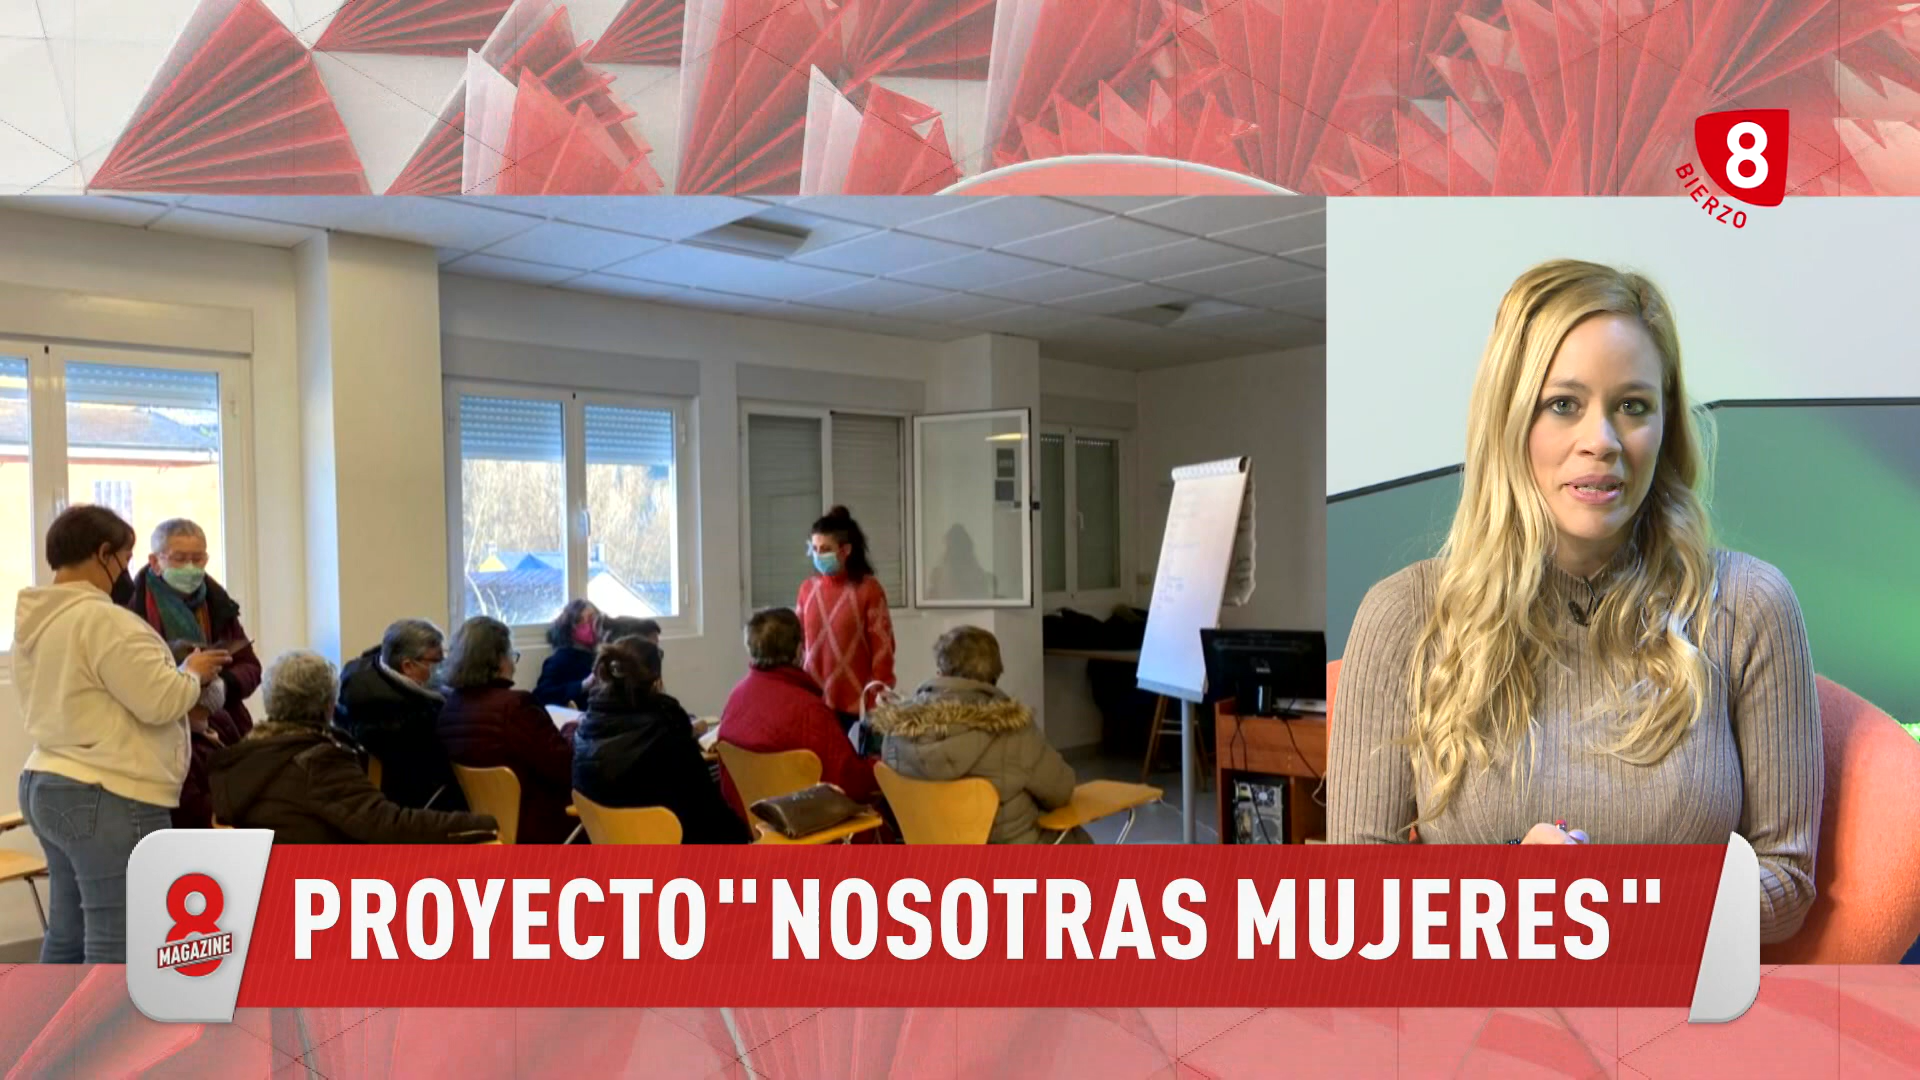 8
BIERZO
8
MAGAZINE
PROYECTO"NOSOTRAS MUJERES"